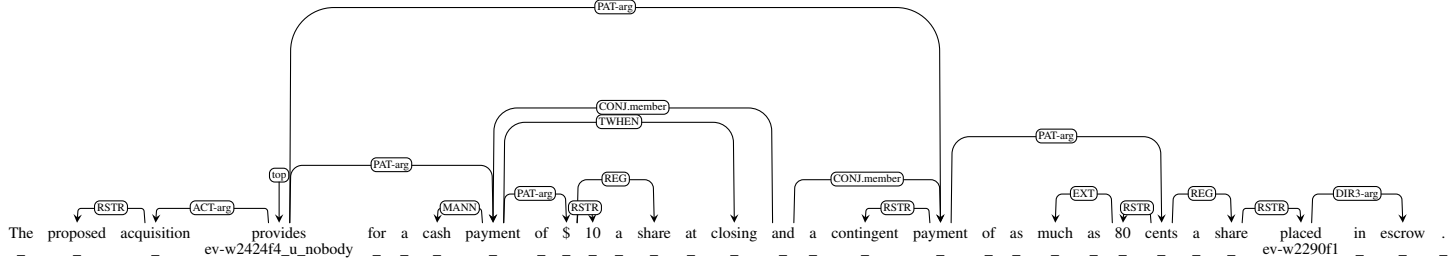 PAT-arg
CONJ.member
TWHEN
PAT-arg
PAT-arg
top
REG
CONJ.member
PAT-arg
EXT
REG
DIR3-arg
RSTR
ACT-arg
MANN
RSTR
RSTR
RSTR
RSTR
The proposed acquisition provides for a cash payment of $ 10 a share at closing and a contingent payment of as much as 80 cents a share placed in escrow .
_ _ _ ev-w2424f4_u_nobody _ _ _ _ _ _ _ _ _ _ _ _ _ _ _ _ _ _ _ _ _ _ _ ev-w2290f1 _ _ _